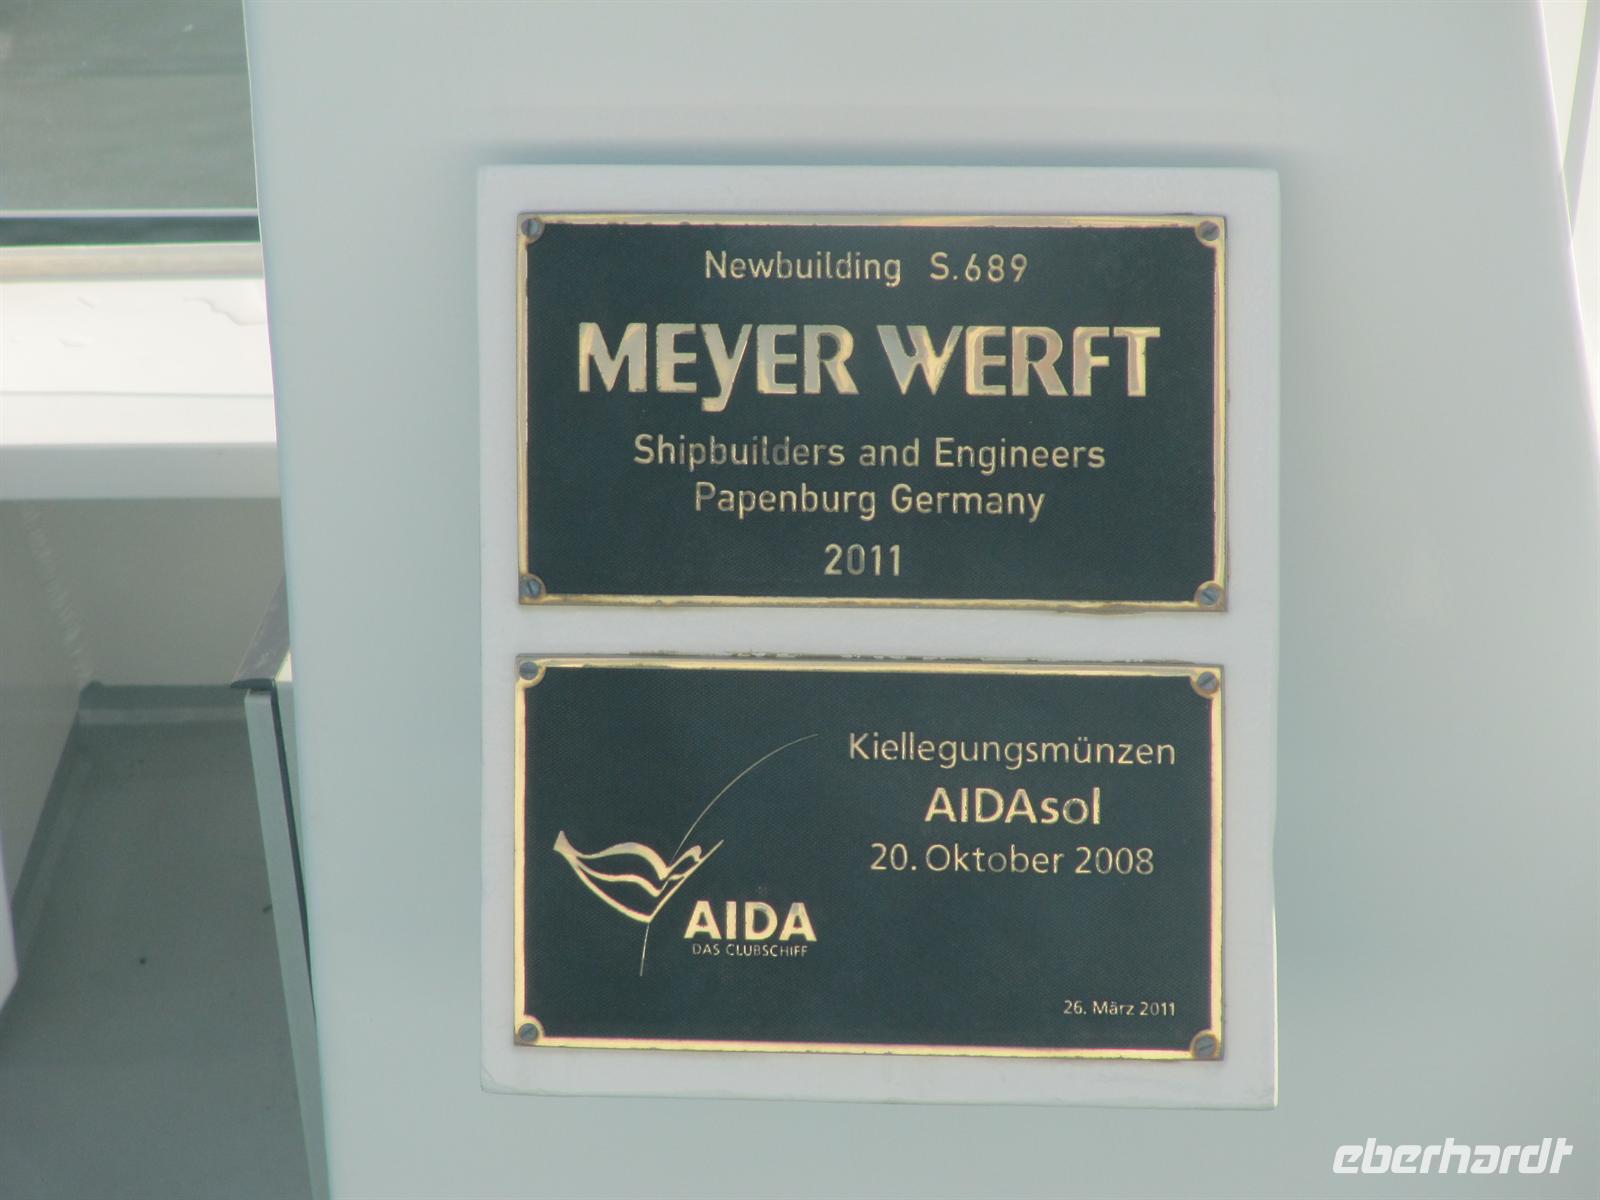 Newbuilding S.689
MEYER WERFT
Shipbuilders and Engineers
Papenburg Germany
2011
Kiellegungsmünzen
AIDAsol
20. Oktober 2008
AIDA
DAS CLUBSCHIFF
26. März 2011
eberhardt